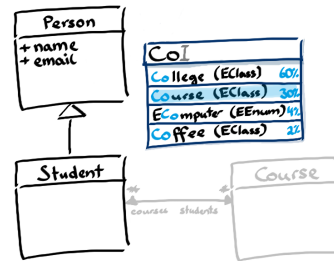 Person
+ name
+ email
Co
College (EClass) 60%
Course (EClass) 30%
EComputer (EEnum) 4%
Coffee (EClass) 2%
Student
Course
* *
courses students